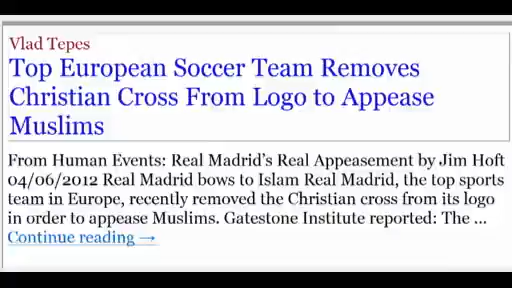 Vlad Tepes
Top European Soccer Team Removes
Christian Cross From Logo to Appease
Muslims
From Human Events: Real Madrid's Real Appeasement by Jim Hoft
04/06/2012 Real Madrid bows to Islam Real Madrid, the top sports
team in Europe, recently removed the Christian cross from its logo
in order to appease Muslims. Gatestone Institute reported: The ...
Continue reading →